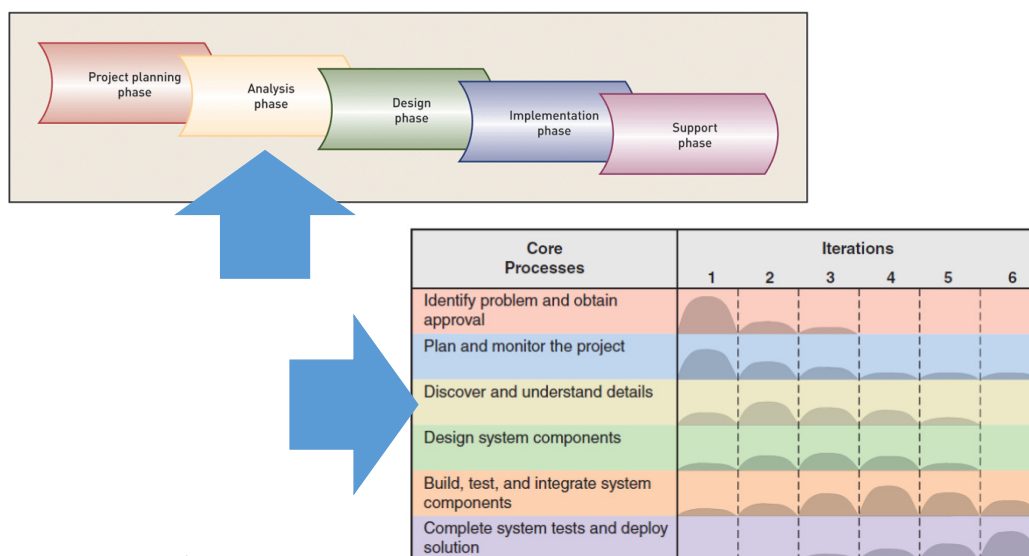 Project planning
phase
Analysis
phase
Design
phase
Implementation
phase
Support
phase
Core
Processes
Iterations
1 2 3 4 5 6
Identify problem and obtain
approval
Plan and monitor the project
Discover and understand details
Design system components
Build, test, and integrate system
components
Complete system tests and deploy
solution